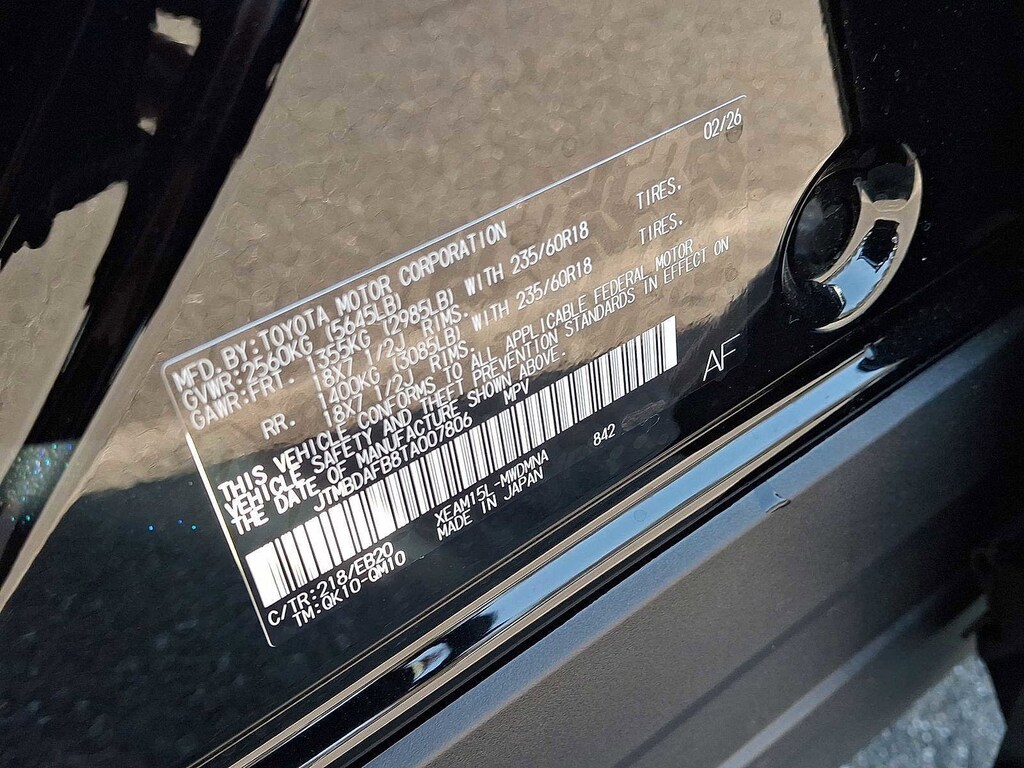 02/26
MFD.BY:TOYOTA MOTOR CORPORATION
GVWR:2560KG (5645LB)
GAWR:FRT. 1355KG (2985LB) WITH 235/60R18 TIRES,
18X7 1/2J RIMS.
RR. 1400KG (3085LB) WITH 235/60R18 TIRES,
18X7 1/2J RIMS.
THIS VEHICLE CONFORMS TO ALL APPLICABLE FEDERAL MOTOR
VEHICLE SAFETY AND THEFT PREVENTION STANDARDS IN EFFECT ON
THE DATE OF MANUFACTURE SHOWN ABOVE.
JTMBDAFB8TA007806 MPV
AF
C/TR:218/EB20 XEAM15L-MWDMNA 842
TM:QK10-QM10 MADE IN JAPAN